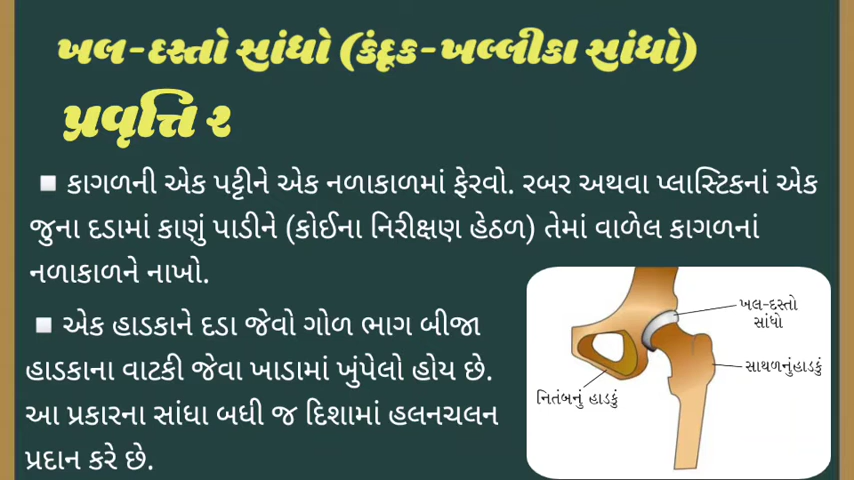 ખલ-દસ્તો સાંધો (કંદૂક-ખલ્લીકા સાંધો)
પ્રવૃત્તિ ૨
કાગળની એક પટ્ટીને એક નળાકાળમાં ફેરવો. રબર અથવા પ્લાસ્ટિકનાં એક
જુના દડામાં કાણું પાડીને (કોઈના નિરીક્ષણ હેઠળ) તેમાં વાળેલ કાગળનાં
નળાકાળને નાખો.
એક હાડકાને દડા જેવો ગોળ ભાગ બીજા
હાડકાના વાટકી જેવા ખાડામાં ખુંપેલો હોય છે.
આ પ્રકારના સાંધા બધી જ દિશામાં હલનચલન
પ્રદાન કરે છે.
ખલ-દસ્તો
સાંધો
સાથળનુંહાડકું
નિતંબનું હાડકું